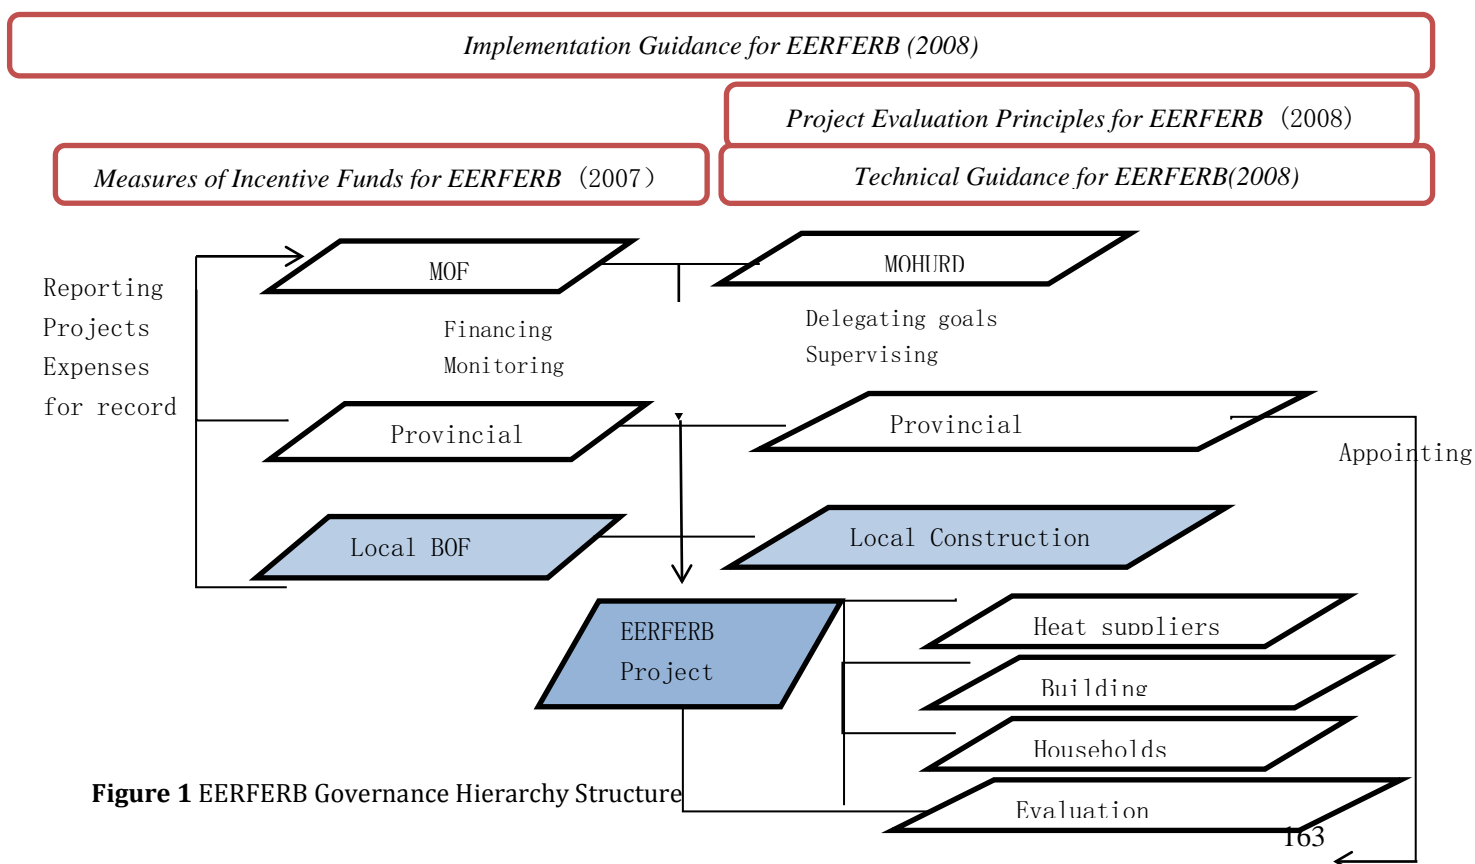 Implementation Guidance for EERFERB (2008)
Project Evaluation Principles for EERFERB （2008）
Measures of Incentive Funds for EERFERB （2007）
Technical Guidance for EERFERB(2008)
MOF
MOHURD
Reporting
Projects
Expenses
for record
Financing
Monitoring
Delegating goals
Supervising
Provincial
Provincial
Appointing
Local BOF
Local Construction
EERFERB
Project
Heat suppliers
Building
Households
Evaluation
Figure 1 EERFERB Governance Hierarchy Structure
163